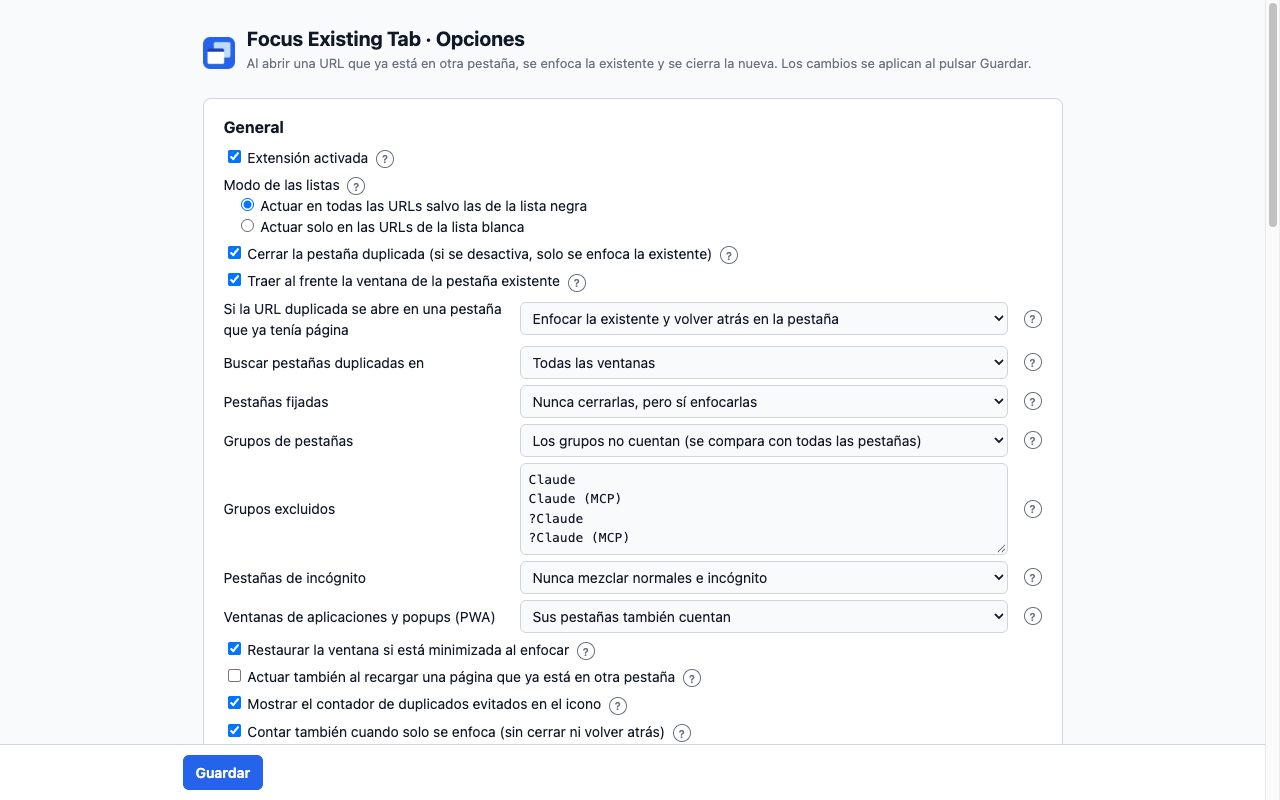 Focus Existing Tab · Opciones
Al abrir una URL que ya está en otra pestaña, se enfoca la existente y se cierra la nueva. Los cambios se aplican al pulsar Guardar.
General
Extensión activada ?
Modo de las listas ?
Actuar en todas las URLs salvo las de la lista negra
Actuar solo en las URLs de la lista blanca
Cerrar la pestaña duplicada (si se desactiva, solo se enfoca la existente) ?
Traer al frente la ventana de la pestaña existente ?
Si la URL duplicada se abre en una pestaña
que ya tenía página
Enfocar la existente y volver atrás en la pestaña ?
Buscar pestañas duplicadas en Todas las ventanas ?
Pestañas fijadas Nunca cerrarlas, pero sí enfocarlas ?
Grupos de pestañas Los grupos no cuentan (se compara con todas las pestañas) ?
Grupos excluidos
Claude
Claude (MCP)
?Claude
?Claude (MCP)
?
Pestañas de incógnito Nunca mezclar normales e incógnito ?
Ventanas de aplicaciones y popups (PWA) Sus pestañas también cuentan ?
Restaurar la ventana si está minimizada al enfocar ?
Actuar también al recargar una página que ya está en otra pestaña ?
Mostrar el contador de duplicados evitados en el icono ?
Contar también cuando solo se enfoca (sin cerrar ni volver atrás) ?
Guardar